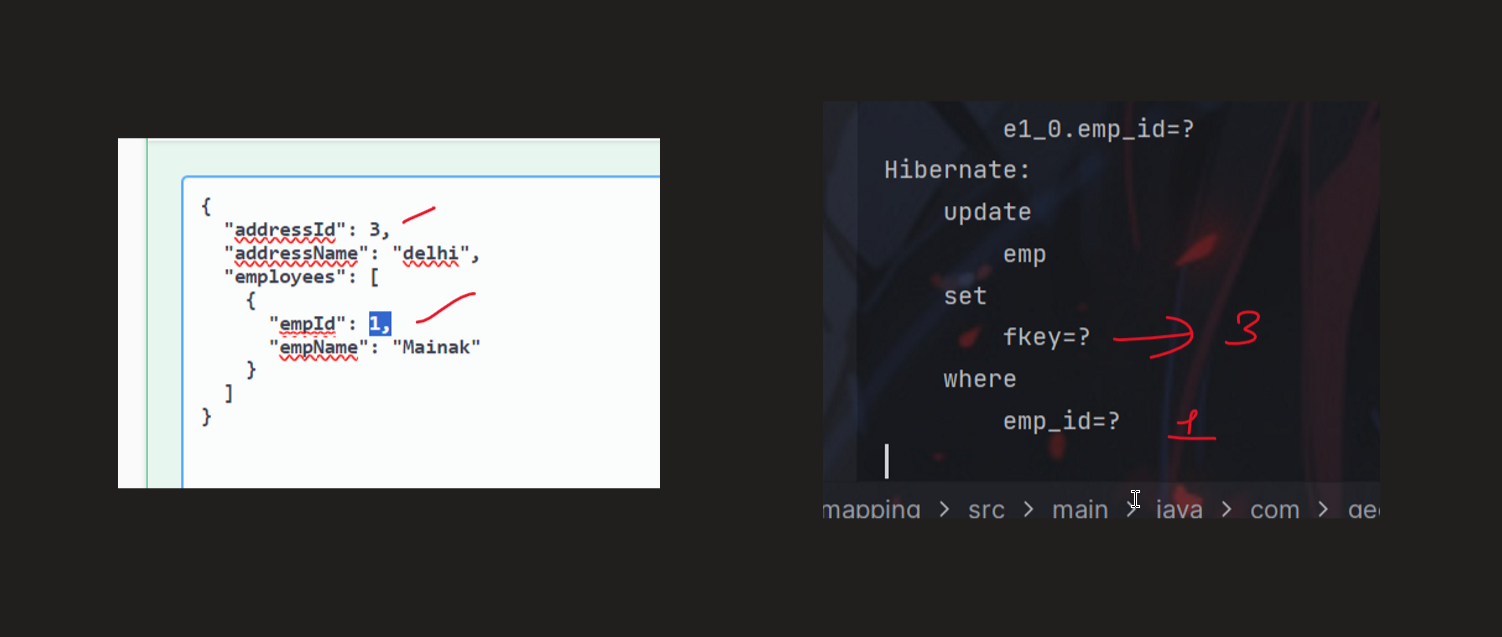 {
"addressId": 3,
"addressName": "delhi",
"employees": [
{
"empId": 1,
"empName": "Mainak"
}
]
}
e1_0.emp_id=?
Hibernate:
update
emp
set
fkey=? 3
where
emp_id=? 1
mapping > src > main > java > com >